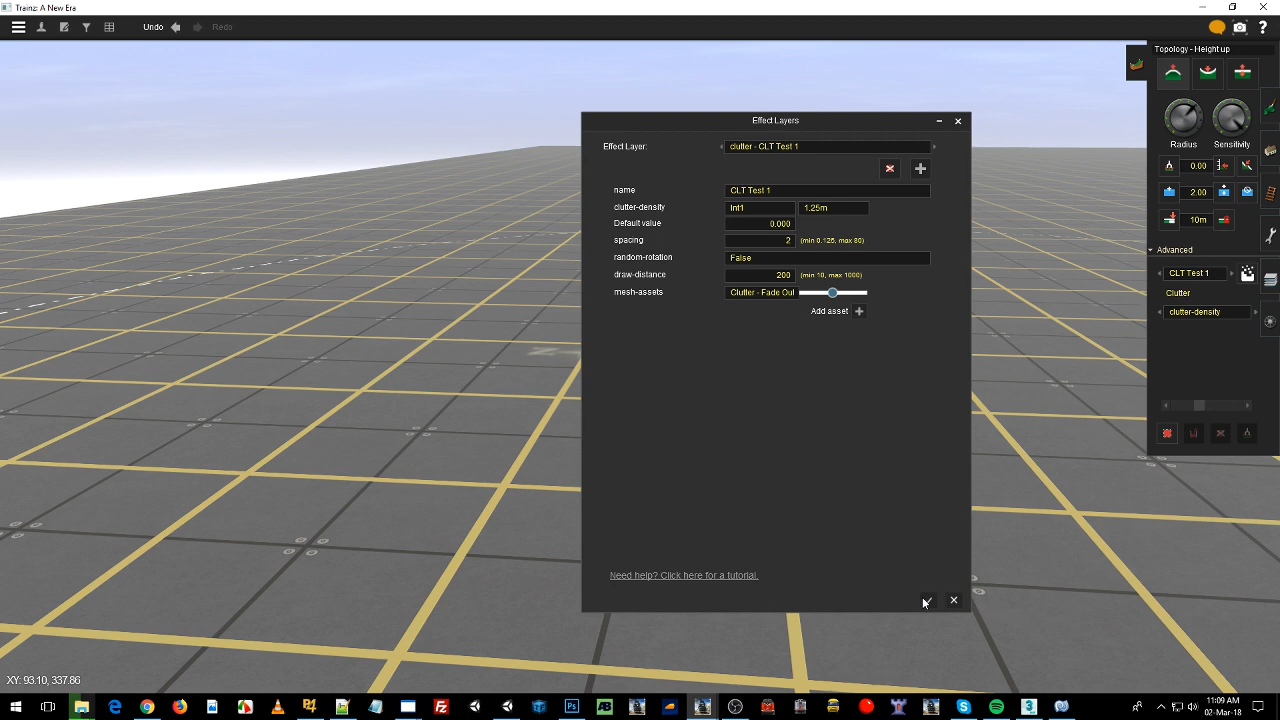 Trainz: A New Era
Undo
Redo
Topology - Height up
Radius
Sensitivity
0.00
2.00
10m
Advanced
CLT Test 1
Clutter
clutter-density
Effect Layers
Effect Layer:
clutter - CLT Test 1
name
CLT Test 1
clutter-density
Int1
1.25m
Default value
0.000
spacing
2
(min 0.125, max 80)
random-rotation
False
draw-distance
200
(min 10, max 1000)
mesh-assets
Clutter - Fade Out
Add asset
Need help? Click here for a tutorial.
XY: 93.10, 337.86
11:09 AM
02-Mar-18